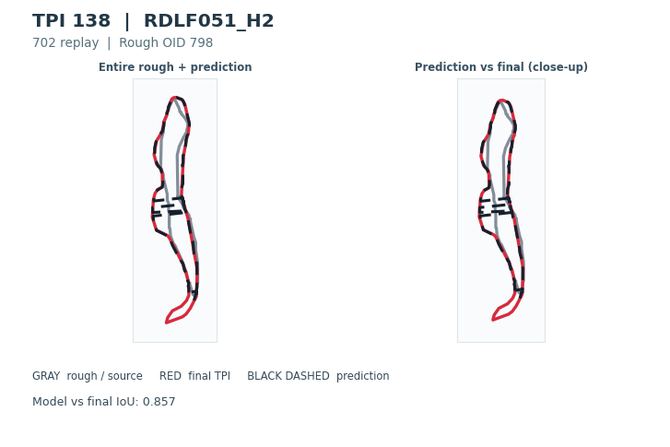 TPI 138 | RDLF051_H2
702 replay | Rough OID 798
Entire rough + prediction
Prediction vs final (close-up)
GRAY rough / source RED final TPI BLACK DASHED prediction
Model vs final IoU: 0.857